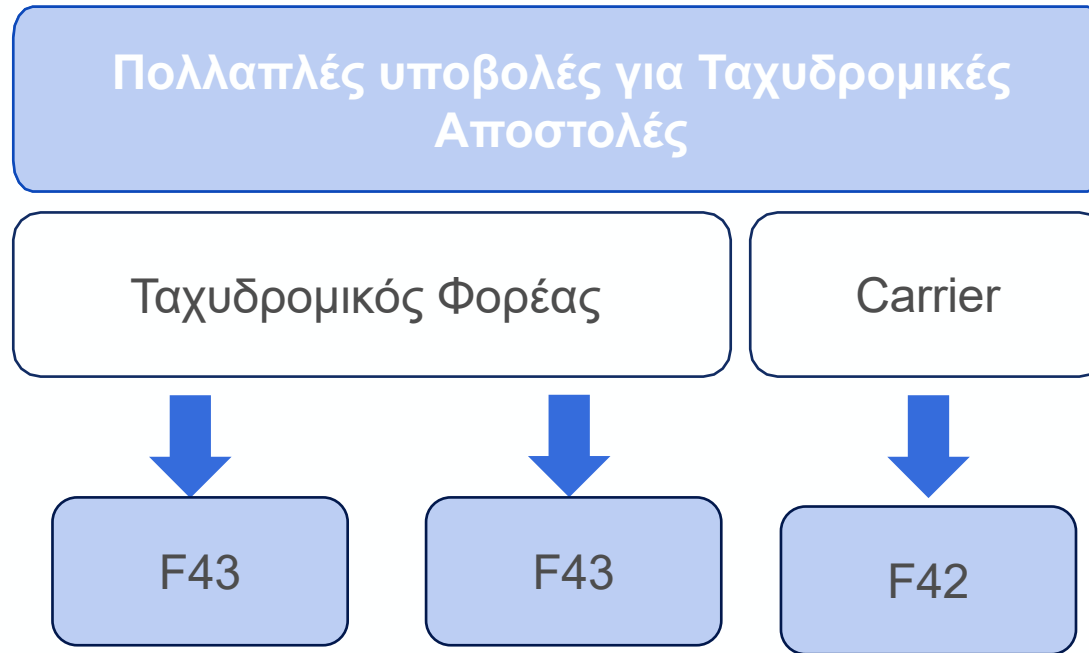 Πολλαπλές υποβολές για Ταχυδρομικές
Αποστολές
Ταχυδρομικός Φορέας
Carrier
F43
F43
F42